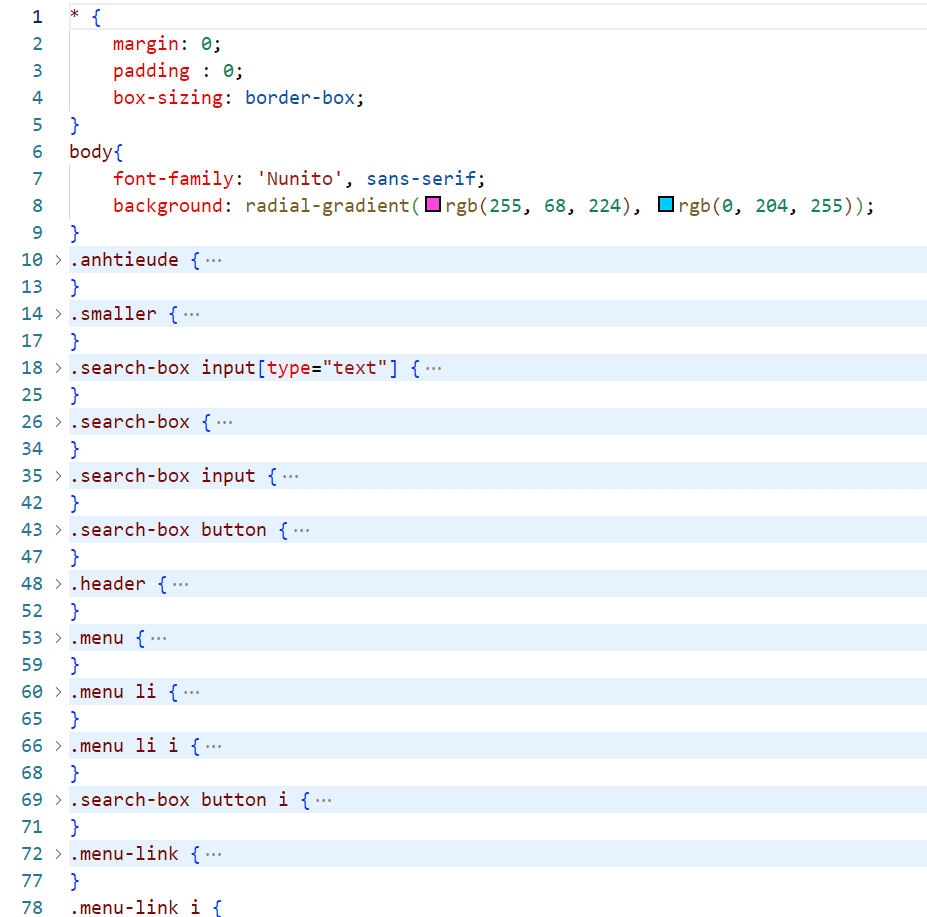 1 * {
2     margin: 0;
3     padding : 0;
4     box-sizing: border-box;
5 }
6 body{
7     font-family: 'Nunito', sans-serif;
8     background: radial-gradient(rgb(255, 68, 224), rgb(0, 204, 255));
9 }
10 > .anhtieude { ···
13 }
14 > .smaller { ···
17 }
18 > .search-box input[type="text"] { ···
25 }
26 > .search-box { ···
34 }
35 > .search-box input { ···
42 }
43 > .search-box button { ···
47 }
48 > .header { ···
52 }
53 > .menu { ···
59 }
60 > .menu li { ···
65 }
66 > .menu li i { ···
68 }
69 > .search-box button i { ···
71 }
72 > .menu-link { ···
77 }
78 .menu-link i {